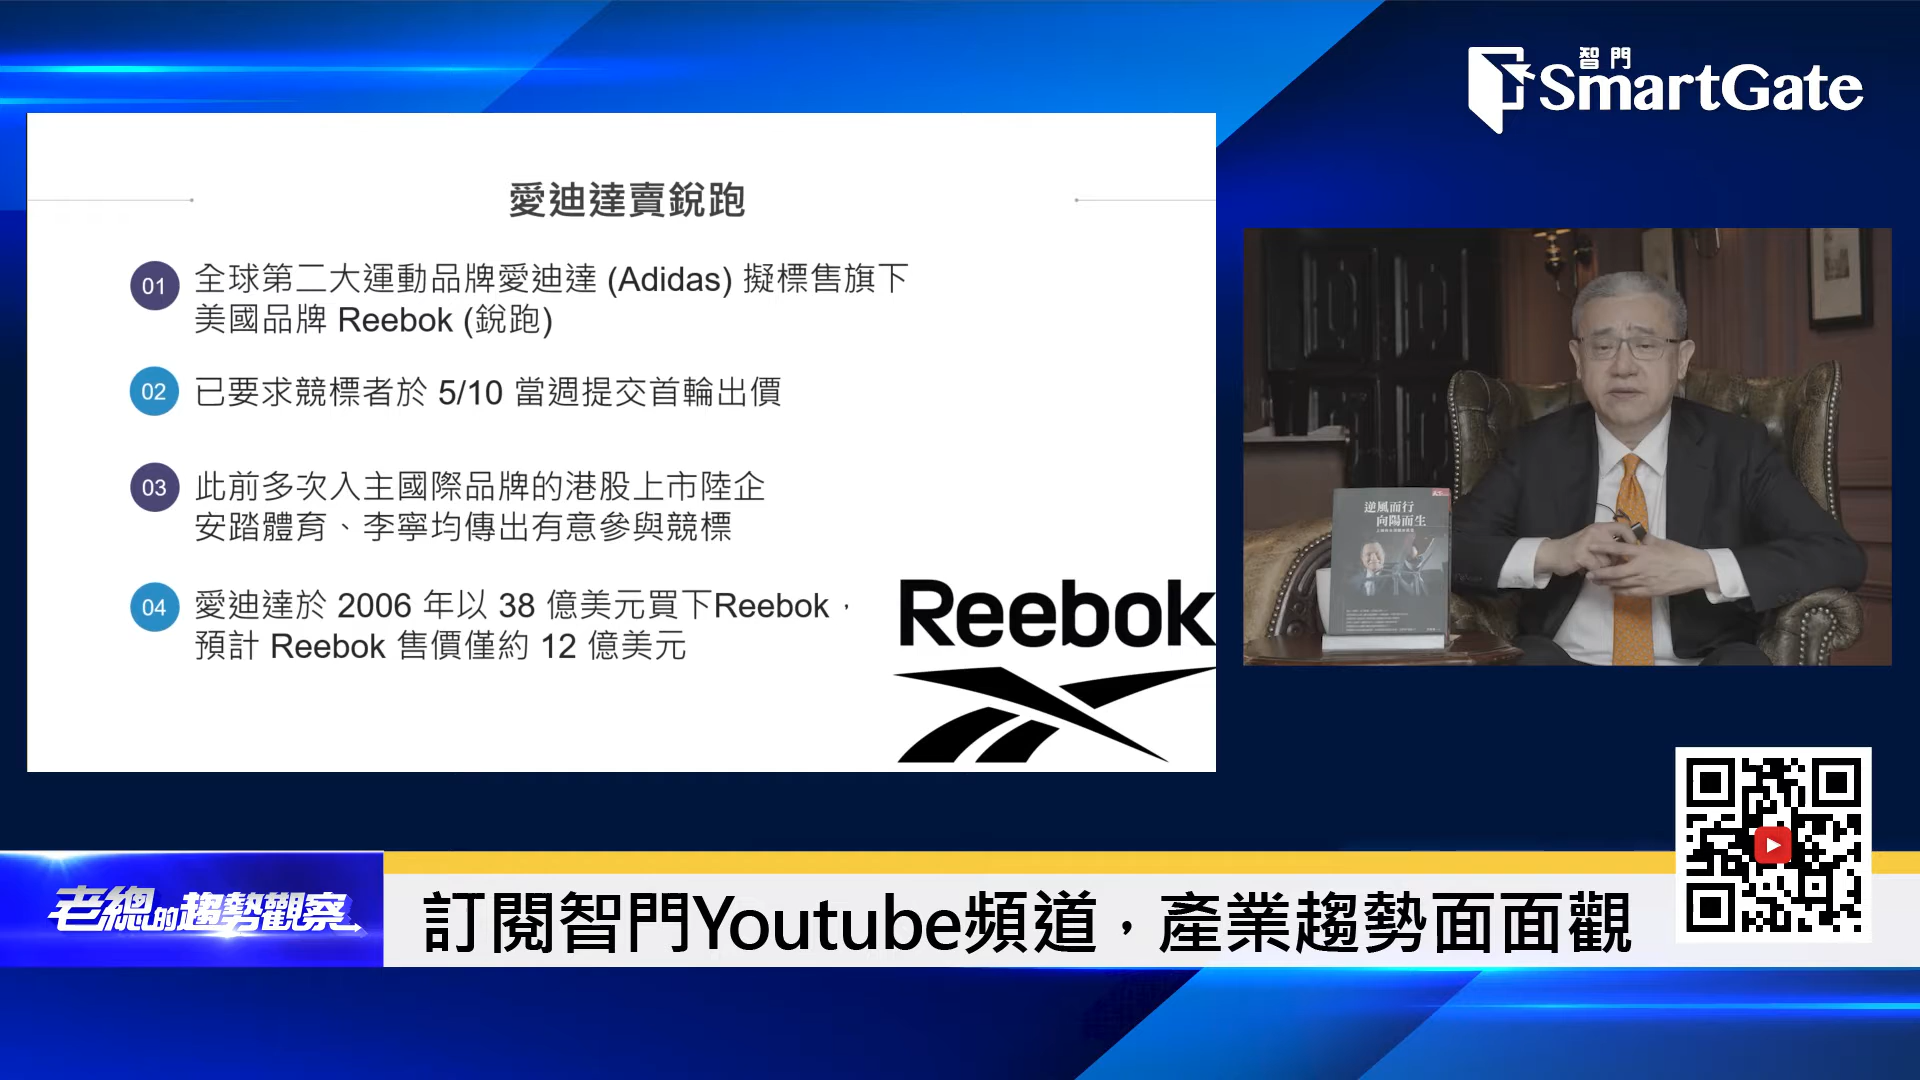 智門
SmartGate
愛迪達賣銳跑
01 全球第二大運動品牌愛迪達 (Adidas) 擬標售旗下
美國品牌 Reebok (銳跑)
02 已要求競標者於 5/10 當週提交首輪出價
03 此前多次入主國際品牌的港股上市陸企
安踏體育、李寧均傳出有意參與競標
04 愛迪達於 2006 年以 38 億美元買下Reebok，
預計 Reebok 售價僅約 12 億美元
Reebok
逆風而行
向陽而生
老總的趨勢觀察
訂閱智門Youtube頻道，產業趨勢面面觀